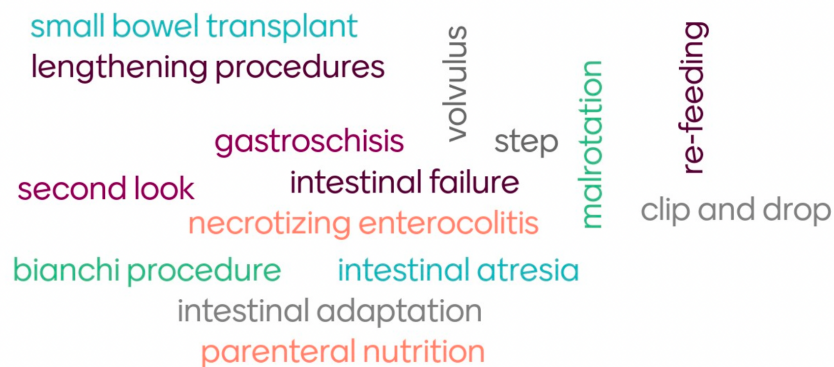 small bowel transplant
lengthening procedures
volvulus
re-feeding
malrotation
gastroschisis
step
second look
intestinal failure
clip and drop
necrotizing enterocolitis
bianchi procedure
intestinal atresia
intestinal adaptation
parenteral nutrition